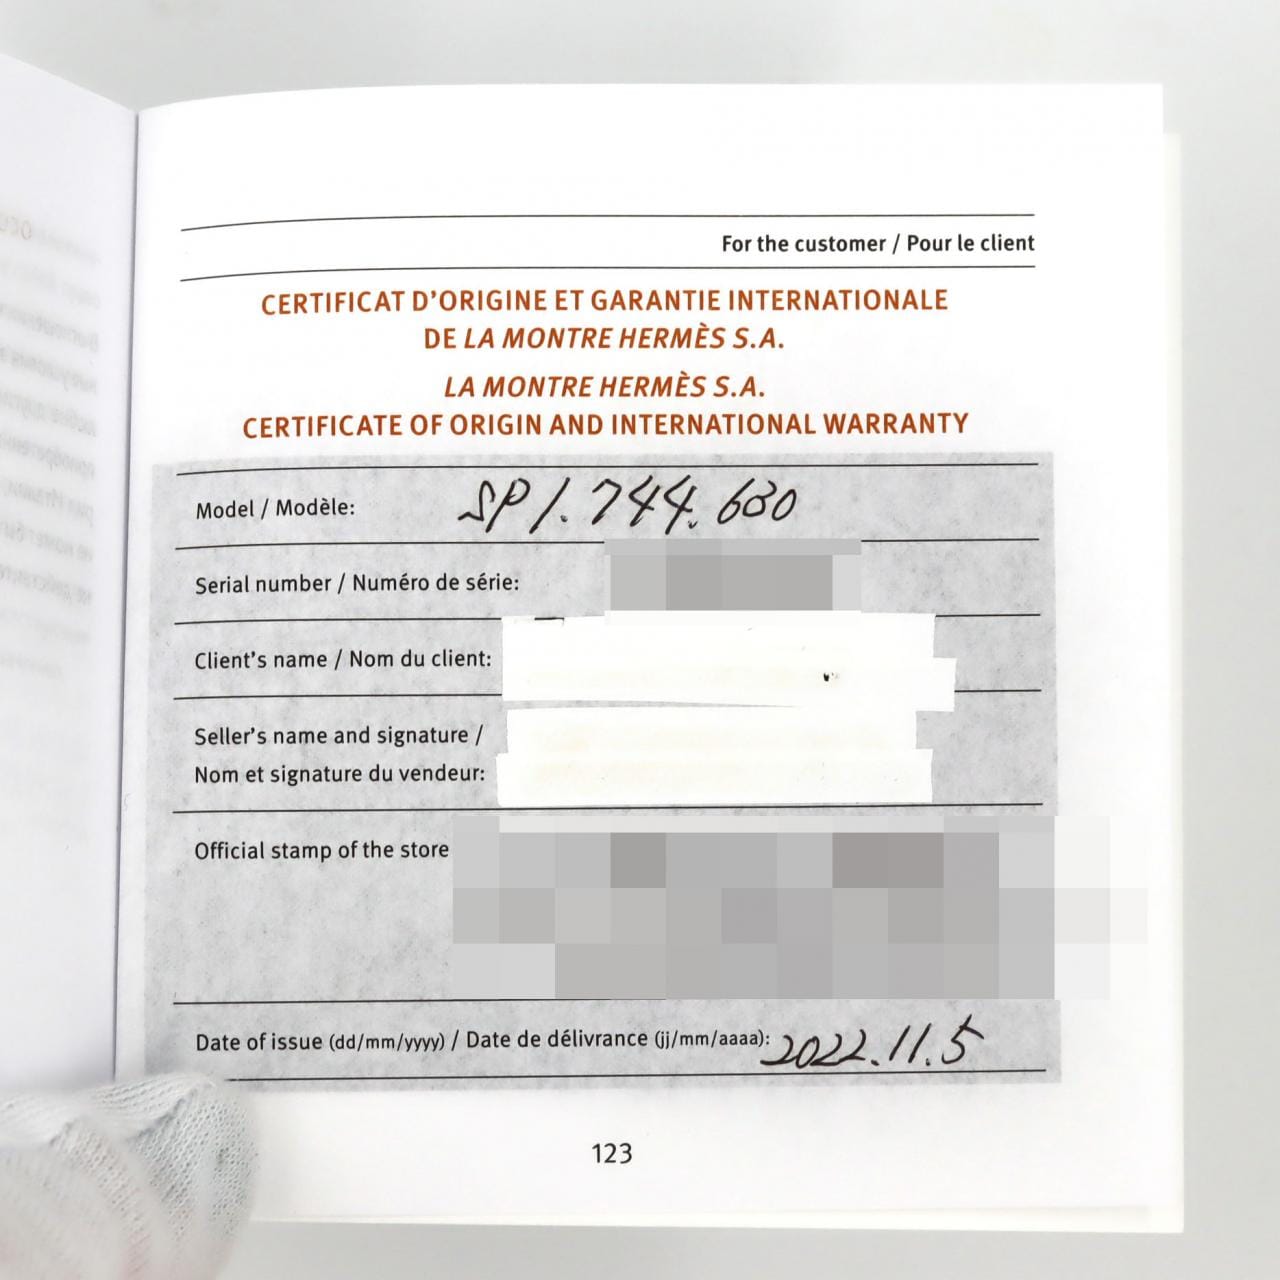 For the customer / Pour le client
CERTIFICAT D'ORIGINE ET GARANTIE INTERNATIONALE
DE LA MONTRE HERMÈS S.A.
LA MONTRE HERMÈS S.A.
CERTIFICATE OF ORIGIN AND INTERNATIONAL WARRANTY
Model / Modèle: SP1.744.630
Serial number / Numéro de série:
Client's name / Nom du client:
Seller's name and signature /
Nom et signature du vendeur:
Official stamp of the store
Date of issue (dd/mm/yyyy) / Date de délivrance (jj/mm/aaaa): 2022.11.5
123